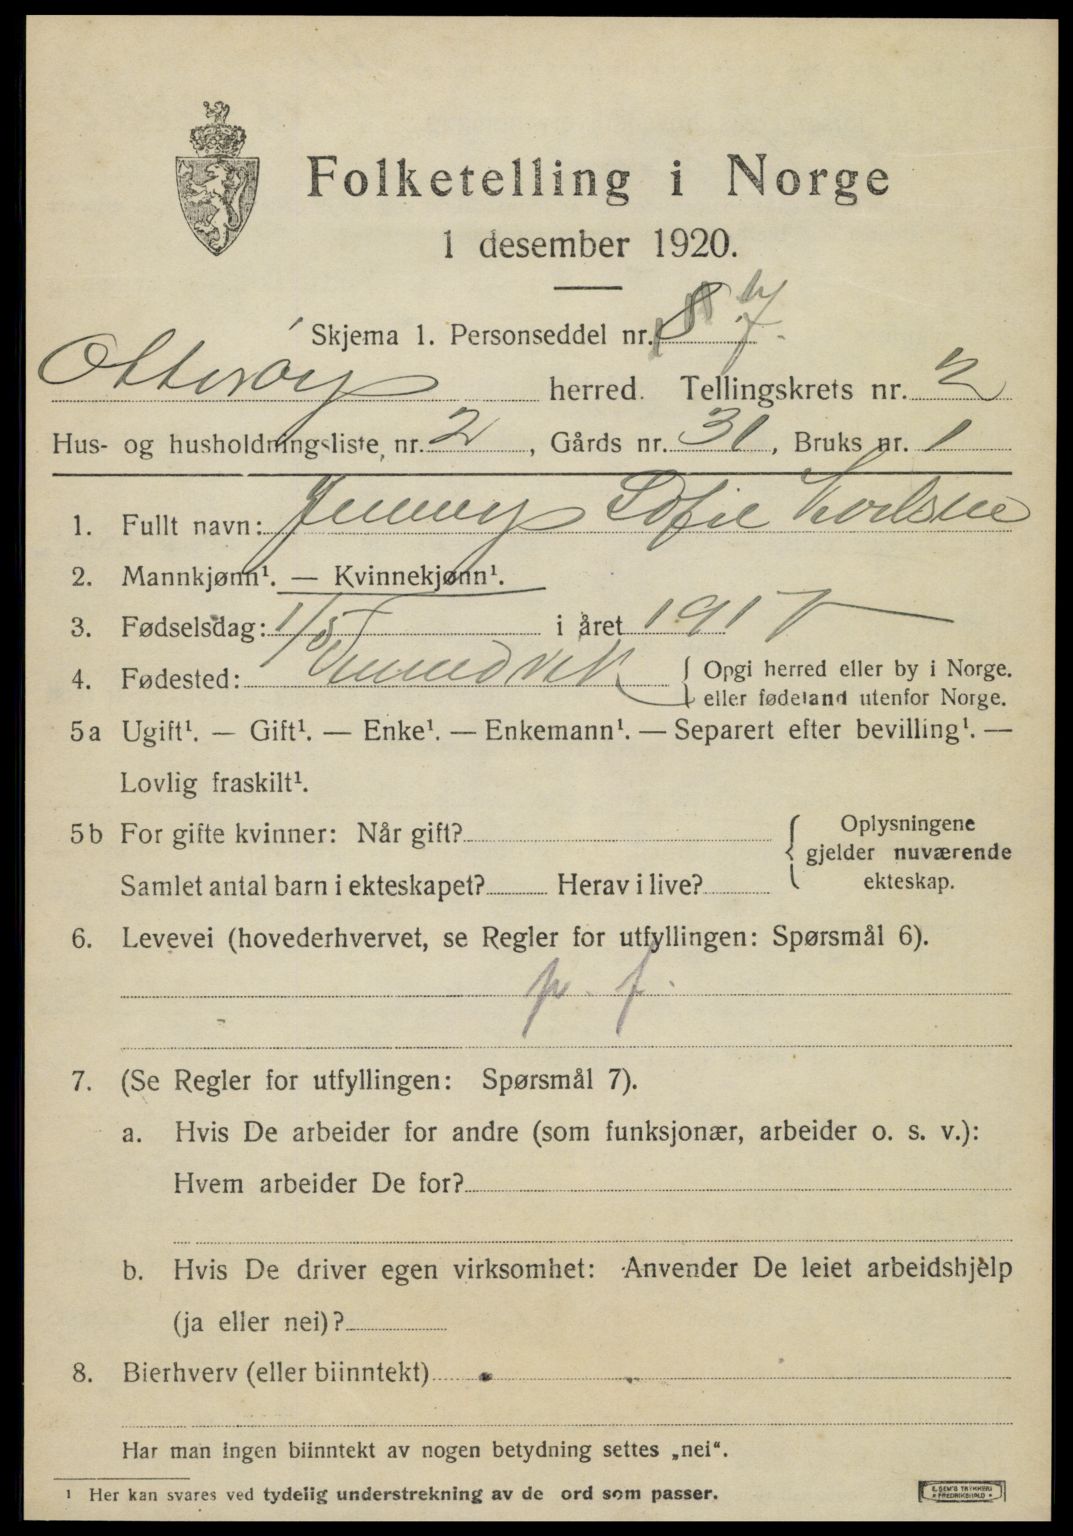 Folketelling i Norge
1 desember 1920.
Skjema 1. Personseddel nr. 8 7.
Otterøy herred. Tellingskrets nr. 2
Hus- og husholdningsliste nr. 2, Gårds nr. 31, Bruks nr. 1
1. Fullt navn: Jenny Sofie
2. Mannkjønn¹. — Kvinnekjønn¹.
3. Fødselsdag: 1/5 i året 1917
4. Fødested: { Opgi herred eller by i Norge.
eller fødeland utenfor Norge.
5a Ugift¹. — Gift¹. — Enke¹. — Enkemann¹. — Separert efter bevilling¹. —
Lovlig fraskilt¹.
5b For gifte kvinner: Når gift? { Oplysningene
gjelder nuværende
Samlet antal barn i ekteskapet? Herav i live? ekteskap.
6. Levevei (hovederhvervet, se Regler for utfyllingen: Spørsmål 6).
p. f.
7. (Se Regler for utfyllingen: Spørsmål 7).
a. Hvis De arbeider for andre (som funksjonær, arbeider o. s. v.):
Hvem arbeider De for?
b. Hvis De driver egen virksomhet: Anvender De leiet arbeidshjelp
(ja eller nei)?
8. Bierhverv (eller biinntekt)
Har man ingen biinntekt av nogen betydning settes „nei“.
¹ Her kan svares ved tydelig understrekning av de ord som passer.
E. SEM'S TRYKKERI
FREDRIKSHALD